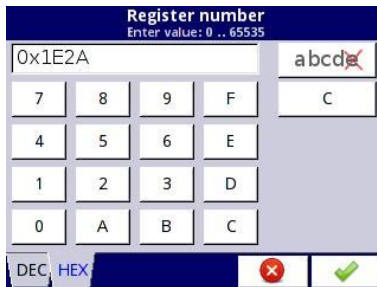 Register number
Enter value: 0 .. 65535
0x1E2A
abcde
7 8 9 F C
4 5 6 E
1 2 3 D
0 A B C
DEC HEX